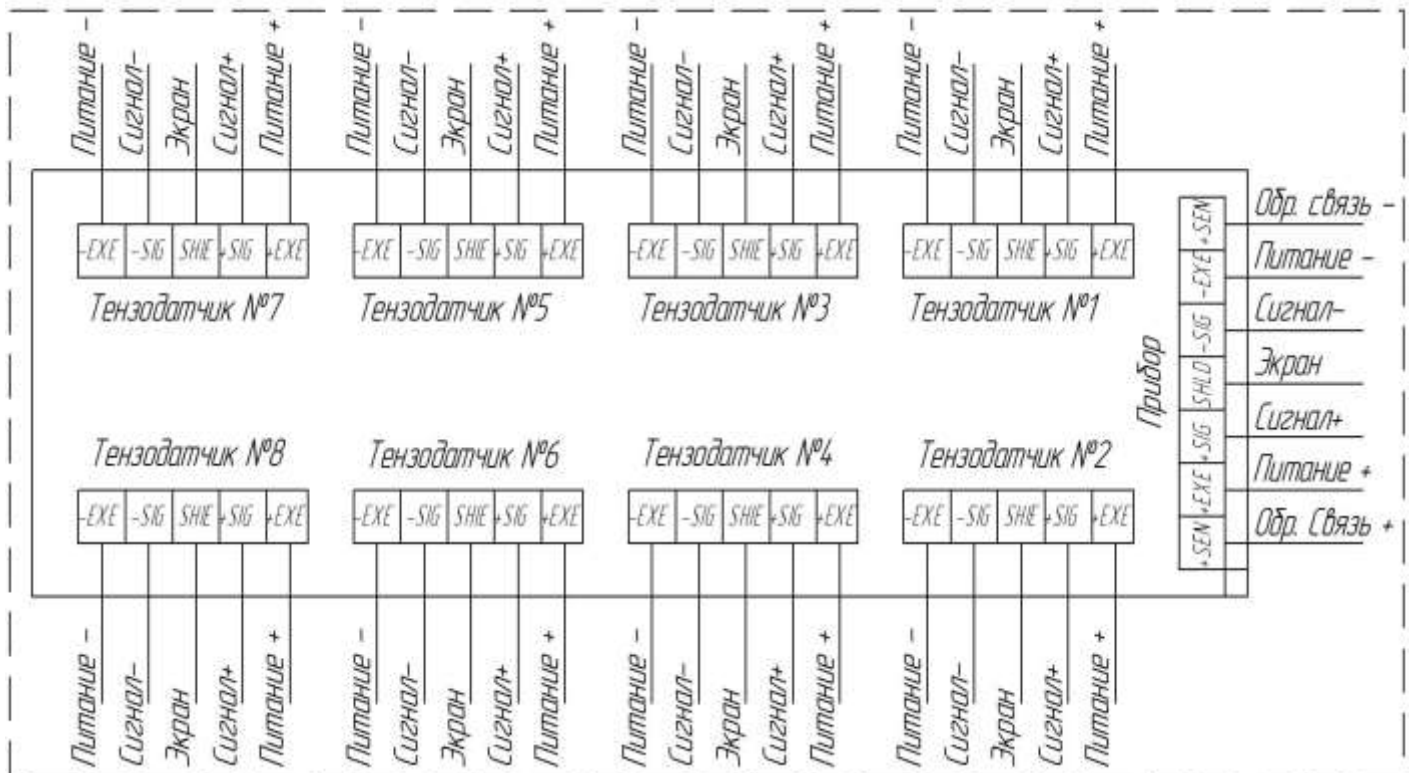 Питание - Сигнал- Экран Сигнал+ Питание + Питание - Сигнал- Экран Сигнал+ Питание + Питание - Сигнал- Экран Сигнал+ Питание + Питание - Сигнал- Экран Сигнал+ Питание +
-EXE -SIG SHIE +SIG +EXE -EXE -SIG SHIE +SIG +EXE -EXE -SIG SHIE +SIG +EXE -EXE -SIG SHIE +SIG +EXE
Тензодатчик №7 Тензодатчик №5 Тензодатчик №3 Тензодатчик №1
Тензодатчик №8 Тензодатчик №6 Тензодатчик №4 Тензодатчик №2
-EXE -SIG SHIE +SIG +EXE -EXE -SIG SHIE +SIG +EXE -EXE -SIG SHIE +SIG +EXE -EXE -SIG SHIE +SIG +EXE
Питание - Сигнал- Экран Сигнал+ Питание + Питание - Сигнал- Экран Сигнал+ Питание + Питание - Сигнал- Экран Сигнал+ Питание + Питание - Сигнал- Экран Сигнал+ Питание +
Прибор
+SEN Обр. связь -
-EXE Питание -
-SIG Сигнал-
SHLD Экран
+SIG Сигнал+
+EXE Питание +
+SEN Обр. Связь +